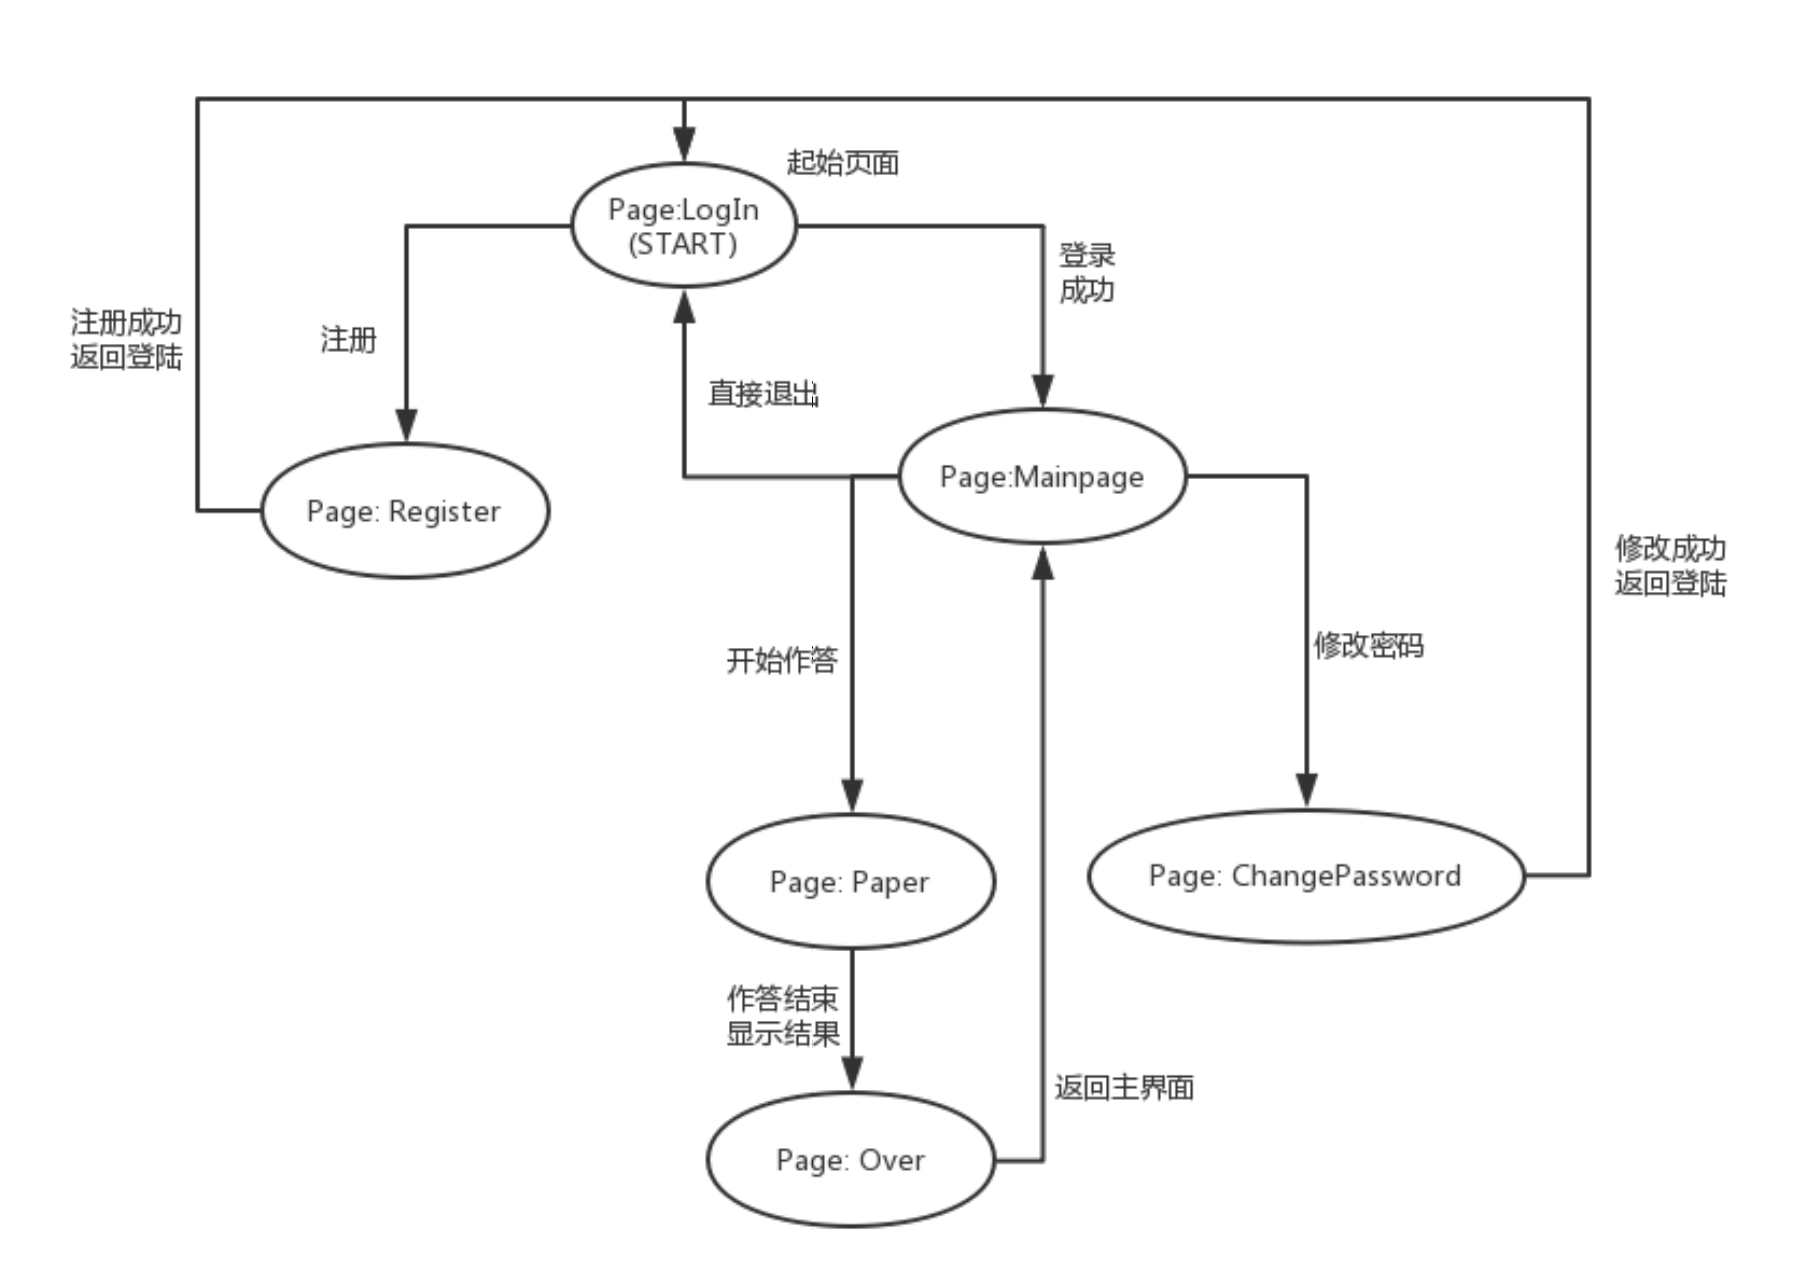 起始页面
Page:LogIn
(START)
登录
成功
注册成功
返回登陆
注册
直接退出
Page:Mainpage
Page: Register
修改成功
返回登陆
开始作答
修改密码
Page: Paper
Page: ChangePassword
作答结束
显示结果
返回主界面
Page: Over